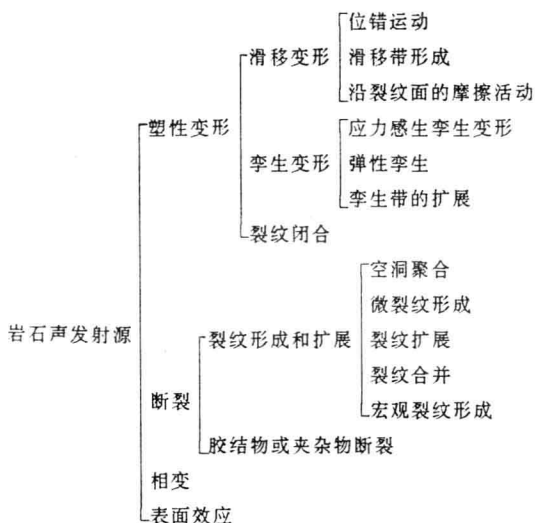 位错运动
滑移变形
滑移带形成
沿裂纹面的摩擦活动
塑性变形
应力感生孪生变形
孪生变形
弹性孪生
孪生带的扩展
裂纹闭合
空洞聚合
微裂纹形成
岩石声发射源
裂纹形成和扩展
裂纹扩展
裂纹合并
断裂
宏观裂纹形成
胶结物或夹杂物断裂
相变
表面效应